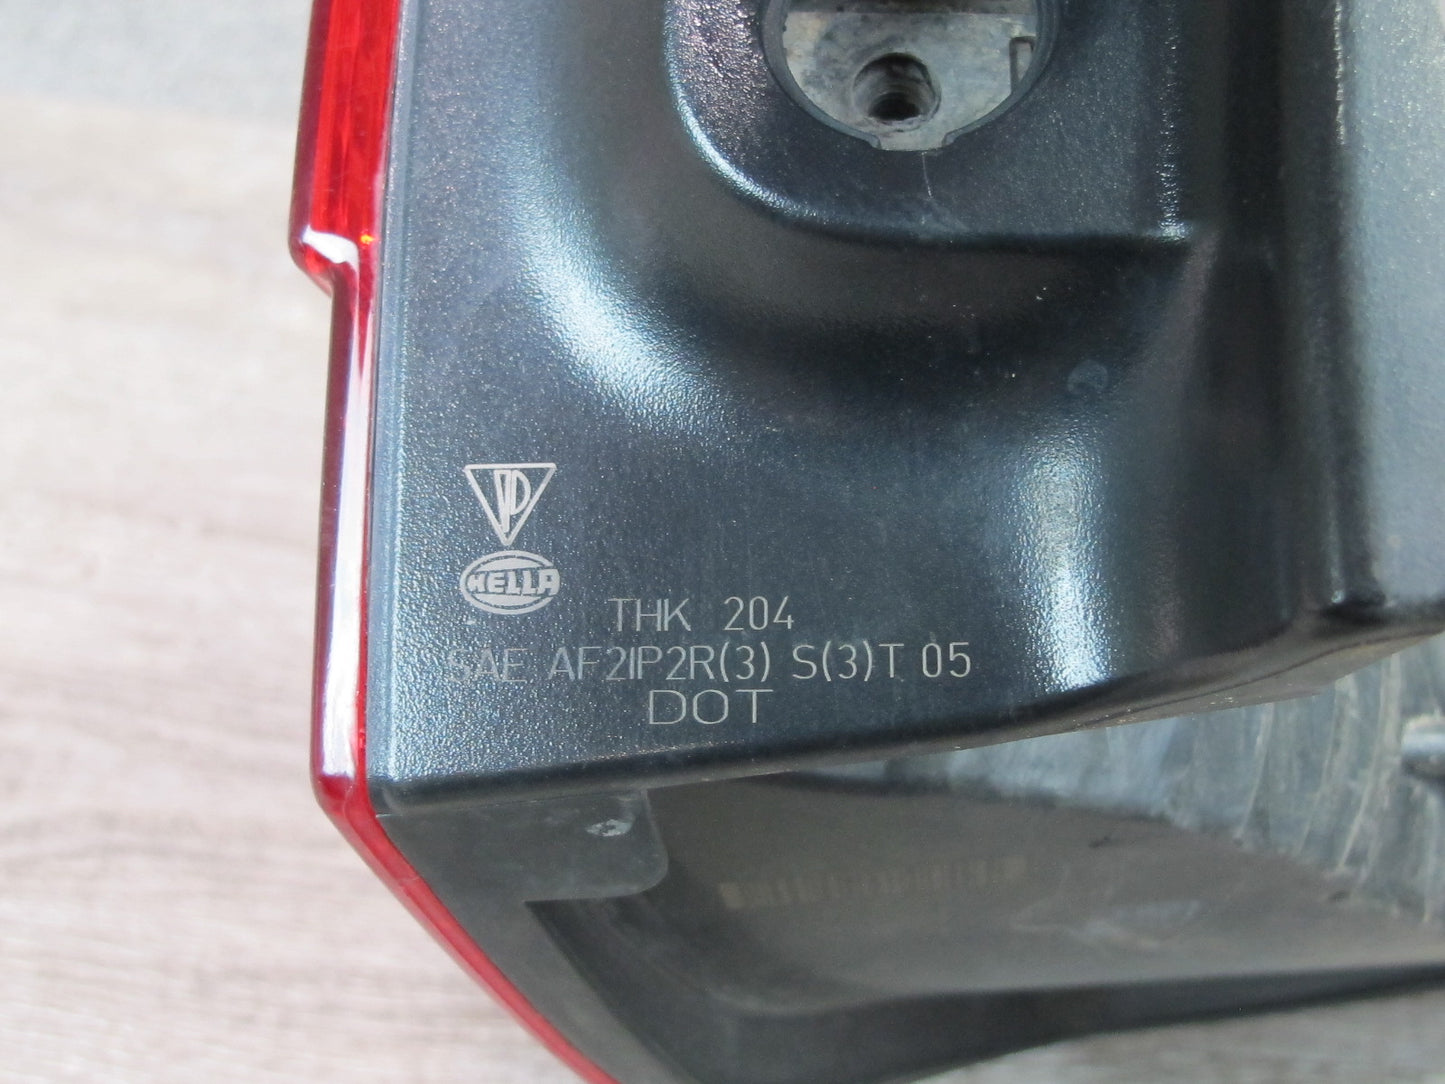 HELLA
THK 204
SAE AF2IP2R(3) S(3)T 05
DOT